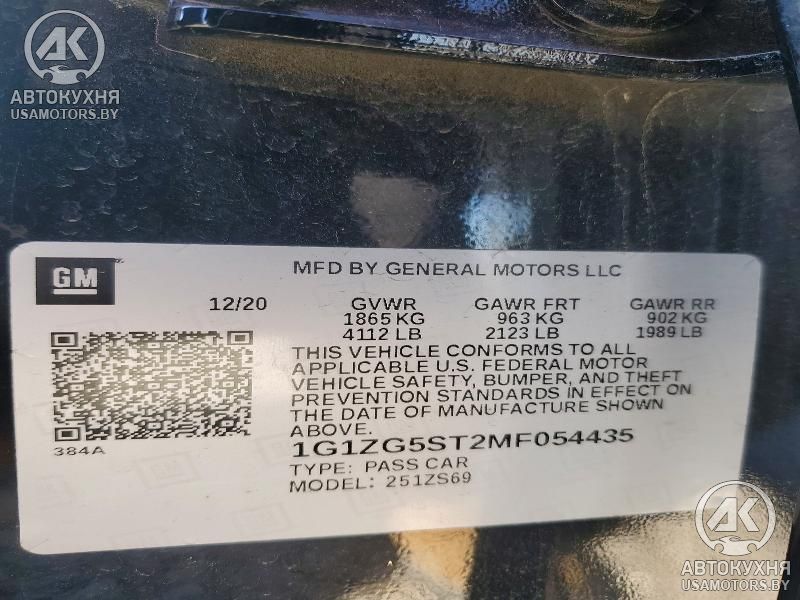 AK
АВТОКУХНЯ
USAMOTORS.BY
GM
MFD BY GENERAL MOTORS LLC
12/20 GVWR GAWR FRT GAWR RR
1865 KG 963 KG 902 KG
4112 LB 2123 LB 1989 LB
THIS VEHICLE CONFORMS TO ALL
APPLICABLE U.S. FEDERAL MOTOR
VEHICLE SAFETY, BUMPER, AND THEFT
PREVENTION STANDARDS IN EFFECT ON
THE DATE OF MANUFACTURE SHOWN
ABOVE.
384A
1G1ZG5ST2MF054435
TYPE: PASS CAR
MODEL: 251ZS69
AK
АВТОКУХНЯ
USAMOTORS.BY